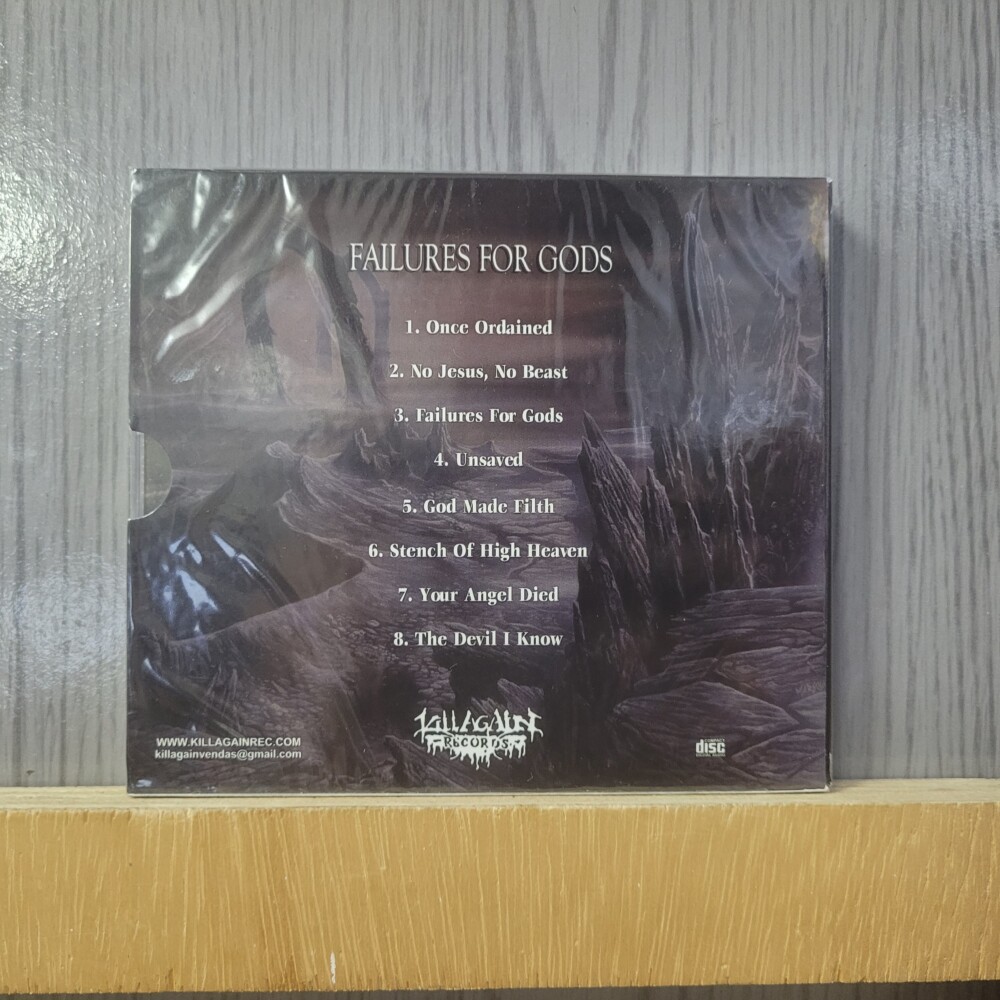 FAILURES FOR GODS
1. Once Ordained
2. No Jesus, No Beast
3. Failures For Gods
4. Unsaved
5. God Made Filth
6. Stench Of High Heaven
7. Your Angel Died
8. The Devil I Know
KILLAGAIN
RECORDS
WWW.KILLAGAINREC.COM
killagainvendas@gmail.com
COMPACT
disc